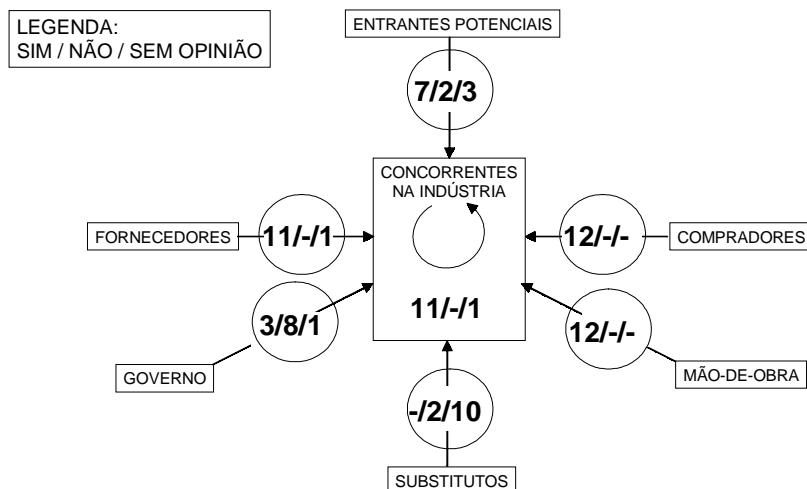 LEGENDA:
SIM / NÃO / SEM OPINIÃO
ENTRANTES POTENCIAIS
7/2/3
CONCORRENTES
NA INDÚSTRIA
FORNECEDORES
11/-/1
12/-/-
COMPRADORES
3/8/1
11/-/1
12/-/-
GOVERNO
MÃO-DE-OBRA
-/2/10
SUBSTITUTOS